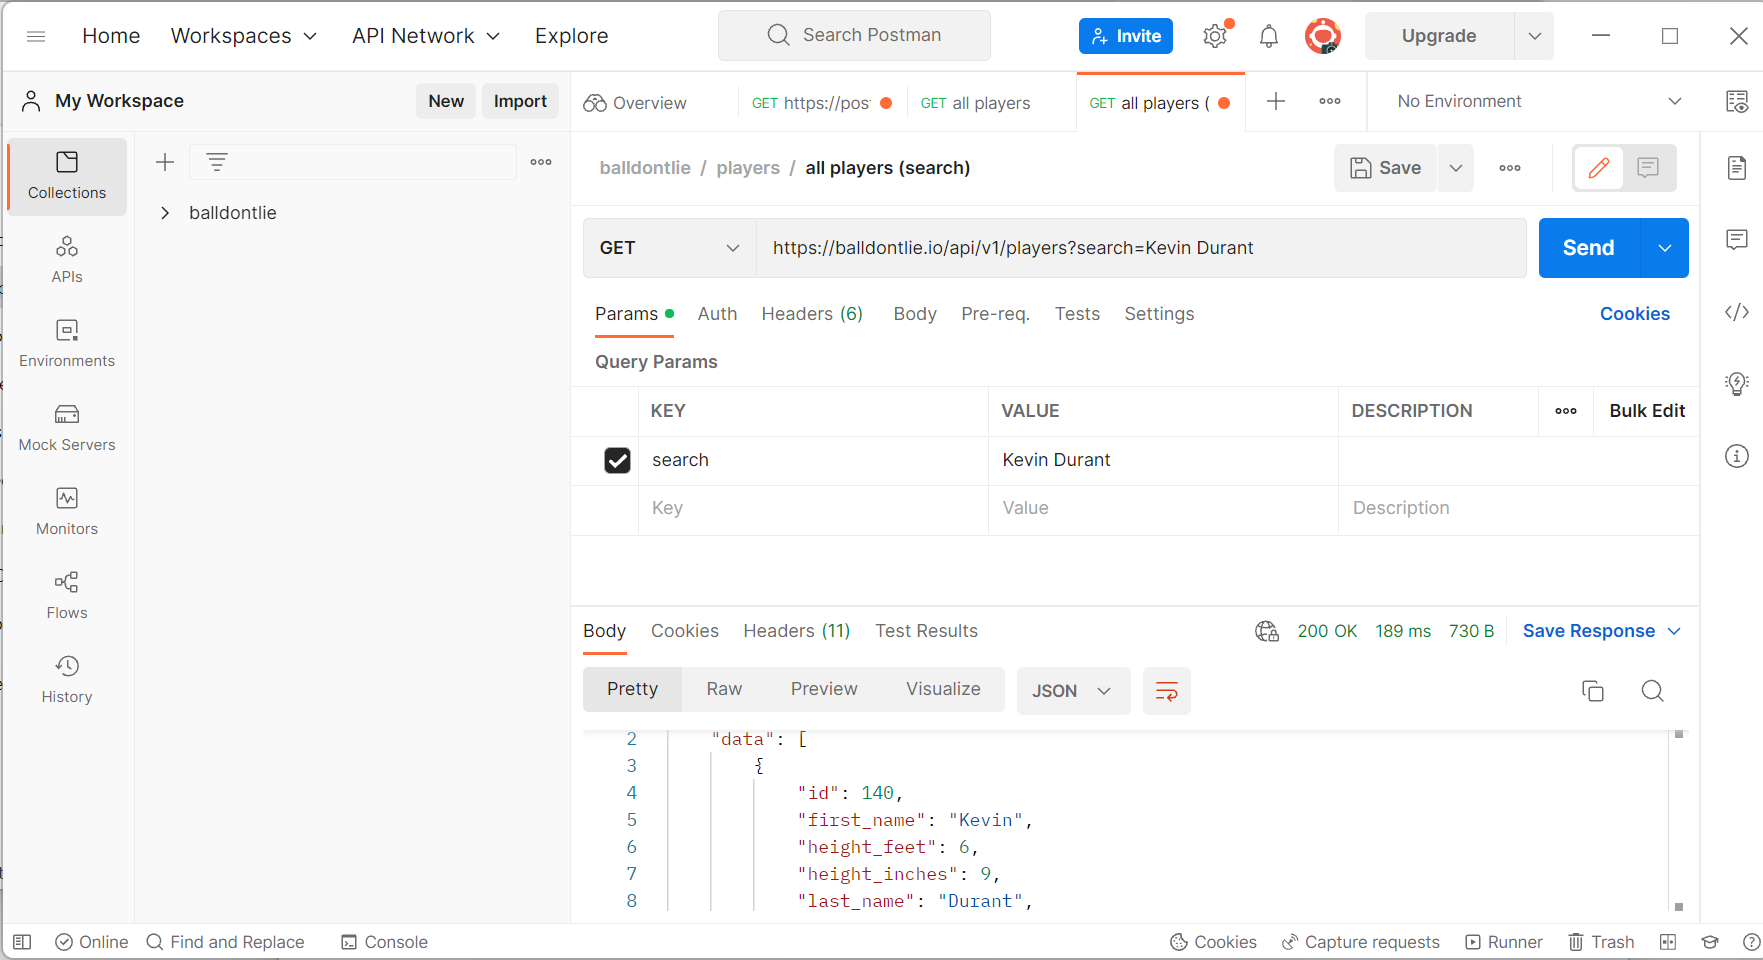 Home Workspaces API Network Explore Search Postman Invite Upgrade
My Workspace New Import Overview GET https://pos GET all players GET all players ( No Environment
Collections
balldontlie
APIs
Environments
Mock Servers
Monitors
Flows
History
balldontlie / players / all players (search) Save
GET https://balldontlie.io/api/v1/players?search=Kevin Durant Send
Params Auth Headers (6) Body Pre-req. Tests Settings Cookies
Query Params
KEY VALUE DESCRIPTION Bulk Edit
search Kevin Durant
Key Value Description
Body Cookies Headers (11) Test Results 200 OK 189 ms 730 B Save Response
Pretty Raw Preview Visualize JSON
2 "data": [
3 {
4 "id": 140,
5 "first_name": "Kevin",
6 "height_feet": 6,
7 "height_inches": 9,
8 "last_name": "Durant",
Online Find and Replace Console Cookies Capture requests Runner Trash